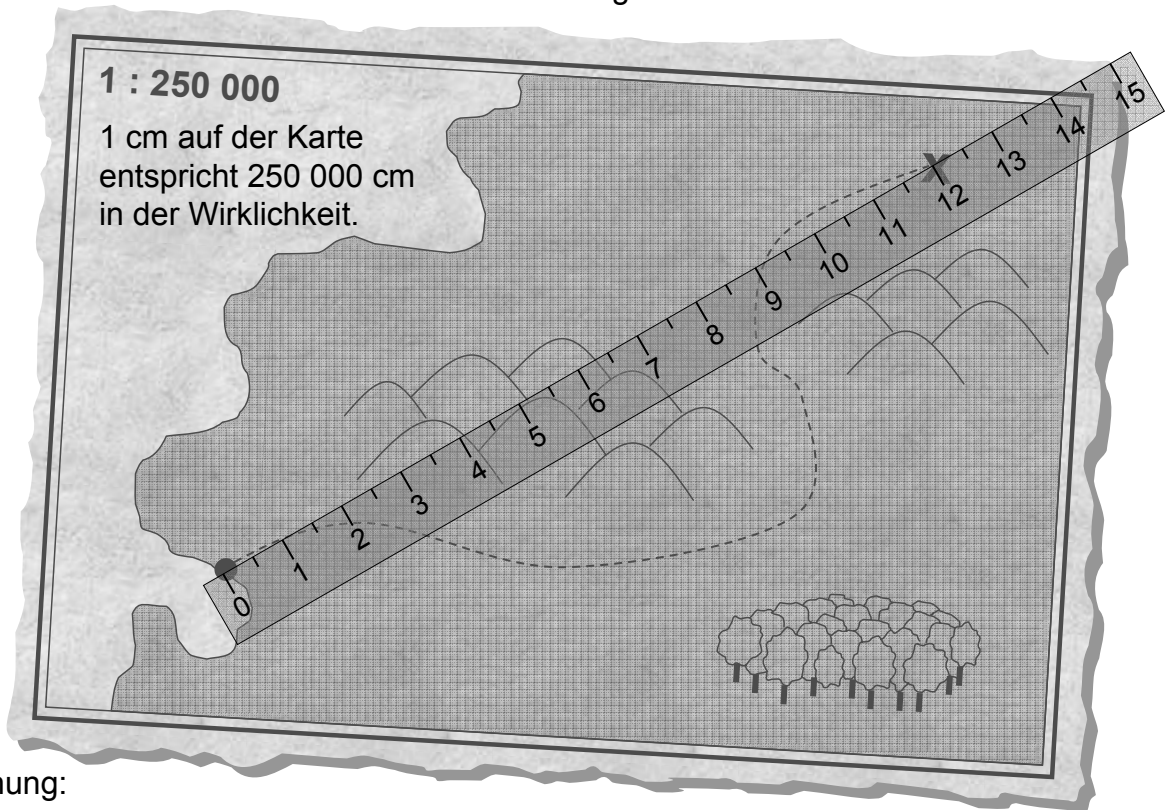 1 : 250 000
1 cm auf der Karte
entspricht 250 000 cm
in der Wirklichkeit.
X
0 1 2 3 4 5 6 7 8 9 10 11 12 13 14 15